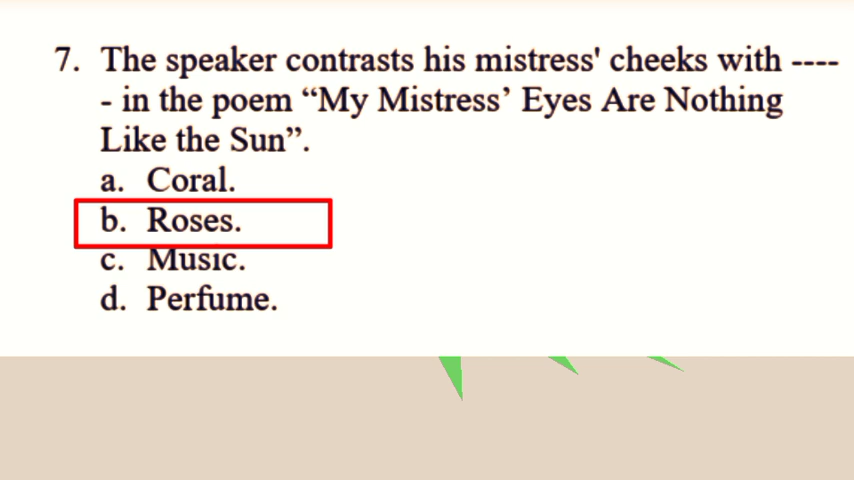 7. The speaker contrasts his mistress' cheeks with ----
- in the poem “My Mistress’ Eyes Are Nothing
Like the Sun”.
a. Coral.
b. Roses.
c. Music.
d. Perfume.